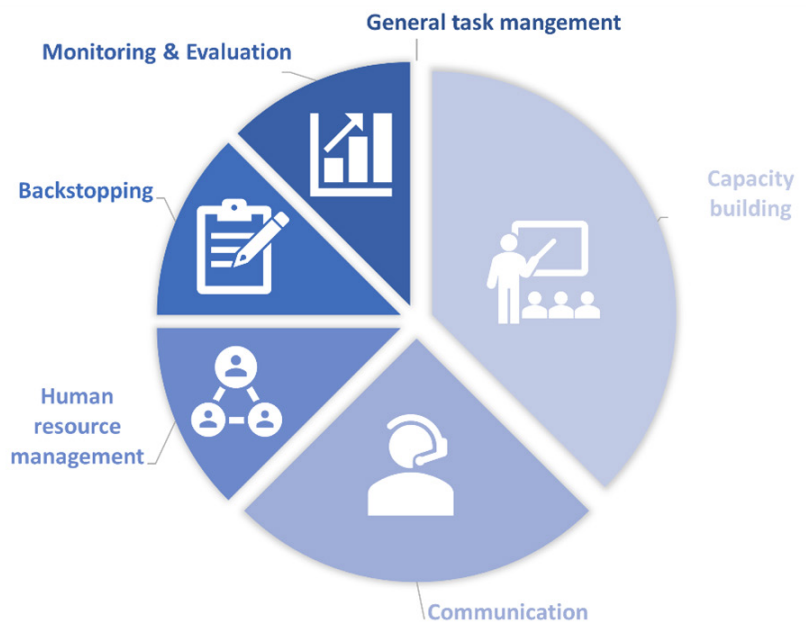 General task mangement
Monitoring & Evaluation
Capacity
building
Backstopping
Human
resource
management
Communication